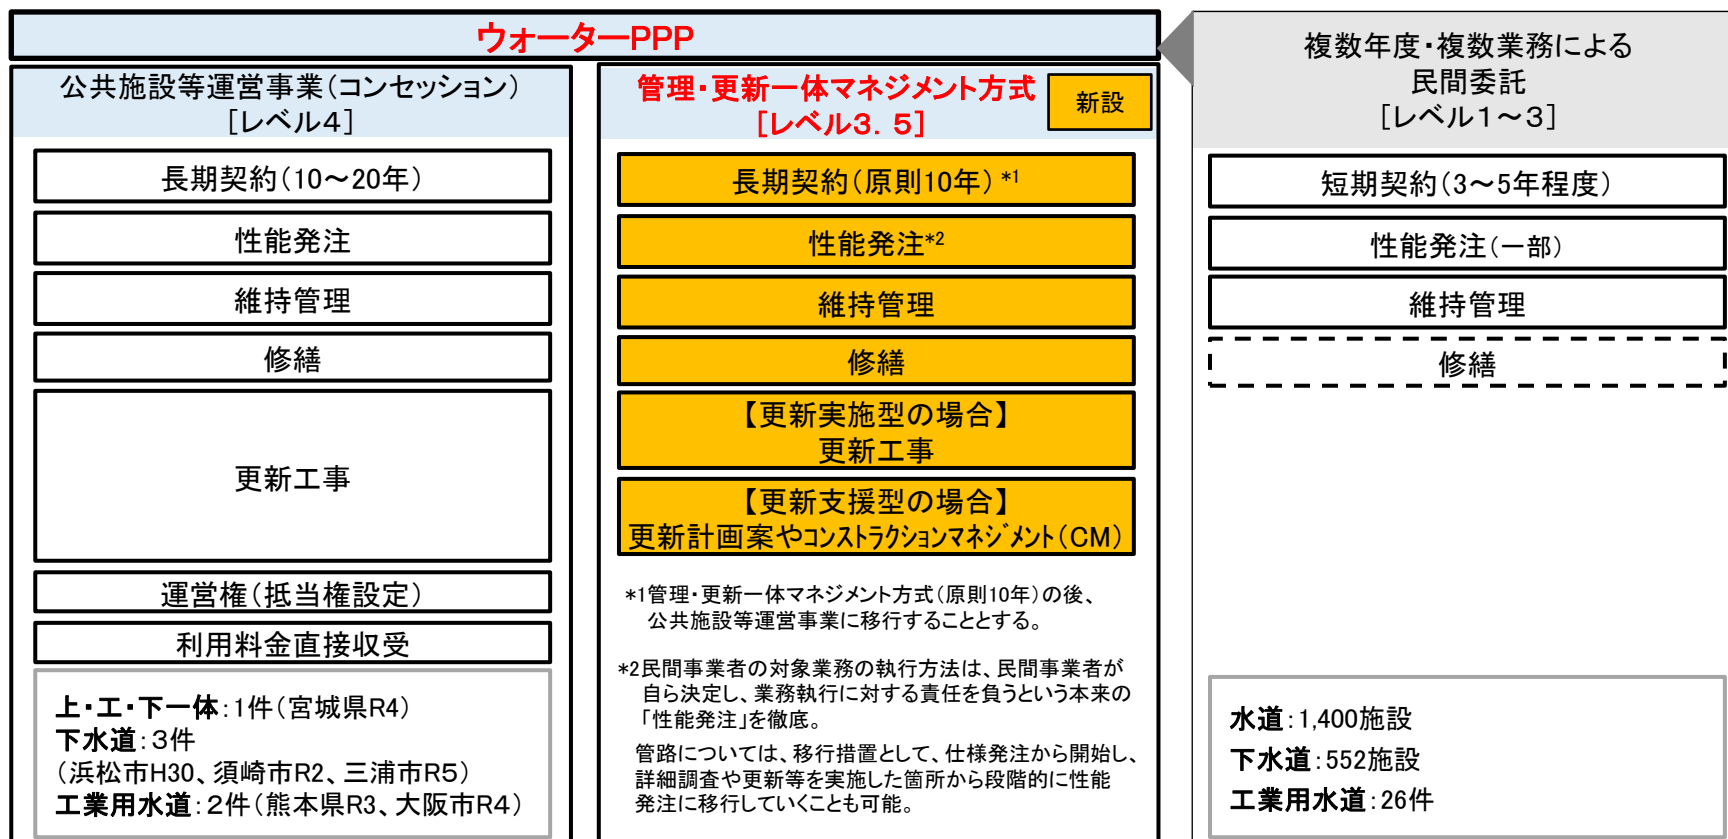 ウォーターPPP
公共施設等運営事業(コンセッション)
[レベル4]
長期契約(10～20年)
性能発注
維持管理
修繕
更新工事
運営権(抵当権設定)
利用料金直接収受
上・工・下一体:1件(宮城県R4)
下水道:3件
(浜松市H30、須崎市R2、三浦市R5)
工業用水道:2件(熊本県R3、大阪市R4)
管理・更新一体マネジメント方式
[レベル3.5]
新設
長期契約(原則10年)*1
性能発注*2
維持管理
修繕
【更新実施型の場合】
更新工事
【更新支援型の場合】
更新計画案やコンストラクションマネジメント(CM)
*1管理・更新一体マネジメント方式(原則10年)の後、
公共施設等運営事業に移行することとする。
*2民間事業者の対象業務の執行方法は、民間事業者が
自ら決定し、業務執行に対する責任を負うという本来の
「性能発注」を徹底。
管路については、移行措置として、仕様発注から開始し、
詳細調査や更新等を実施した箇所から段階的に性能
発注に移行していくことも可能。
複数年度・複数業務による
民間委託
[レベル1～3]
短期契約(3～5年程度)
性能発注(一部)
維持管理
修繕
水道:1,400施設
下水道:552施設
工業用水道:26件